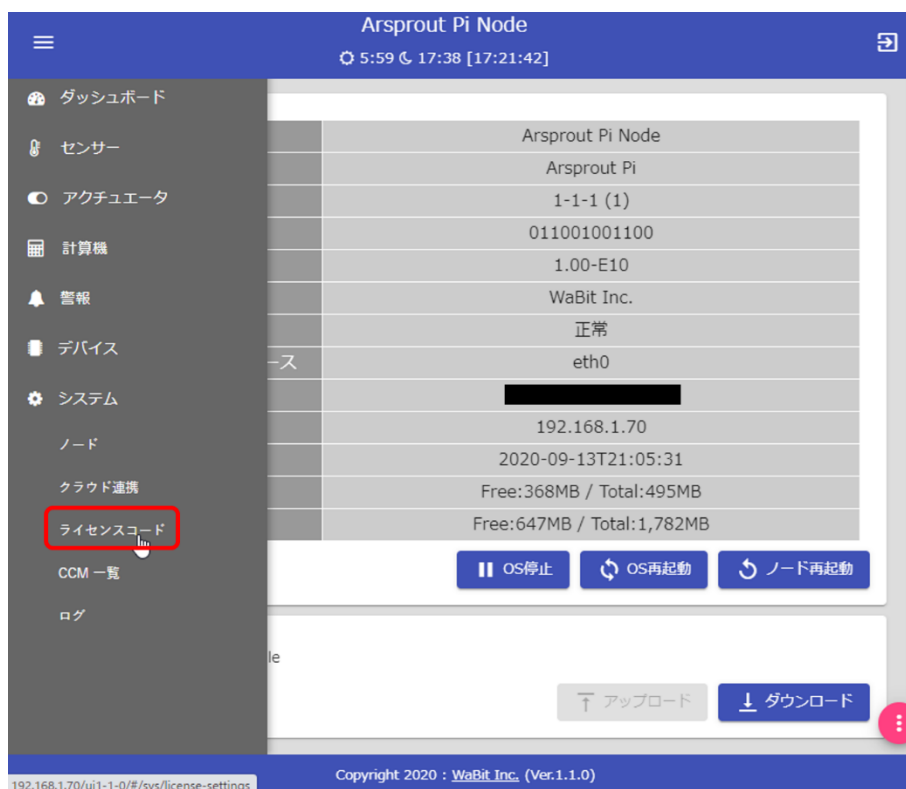 Arsprout Pi Node
5:59 17:38 [17:21:42]
ダッシュボード
センサー
アクチュエータ
計算機
警報
デバイス
システム
ノード
クラウド連携
ライセンスコード
CCM 一覧
ログ
Arsprout Pi Node
Arsprout Pi
1-1-1 (1)
011001001100
1.00-E10
WaBit Inc.
正常
ース eth0
192.168.1.70
2020-09-13T21:05:31
Free:368MB / Total:495MB
Free:647MB / Total:1,782MB
OS停止 OS再起動 ノード再起動
le
アップロード ダウンロード
Copyright 2020 : WaBit Inc. (Ver.1.1.0)
192.168.1.70/ui1-1-0/#/sys/license-settings